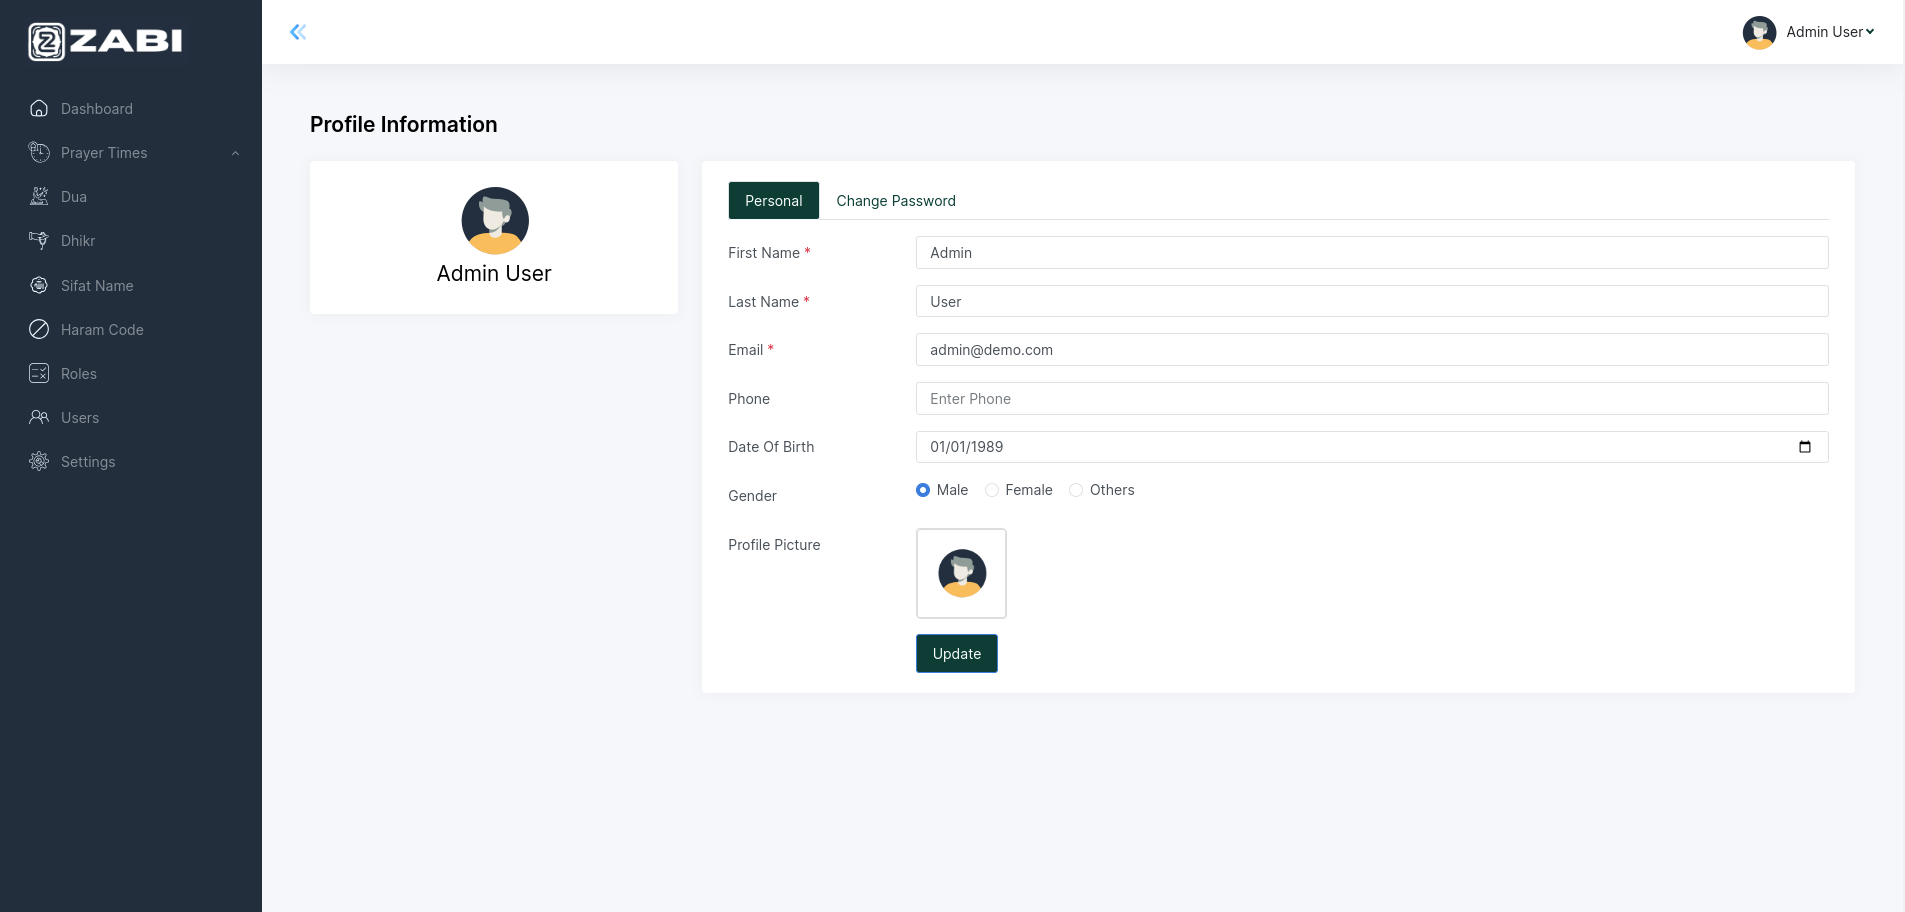 ZABI
Dashboard
Prayer Times
Dua
Dhikr
Sifat Name
Haram Code
Roles
Users
Settings
Admin User
Profile Information
Admin User
Personal
Change Password
First Name *
Admin
Last Name *
User
Email *
admin@demo.com
Phone
Enter Phone
Date Of Birth
01/01/1989
Gender
Male
Female
Others
Profile Picture
Update